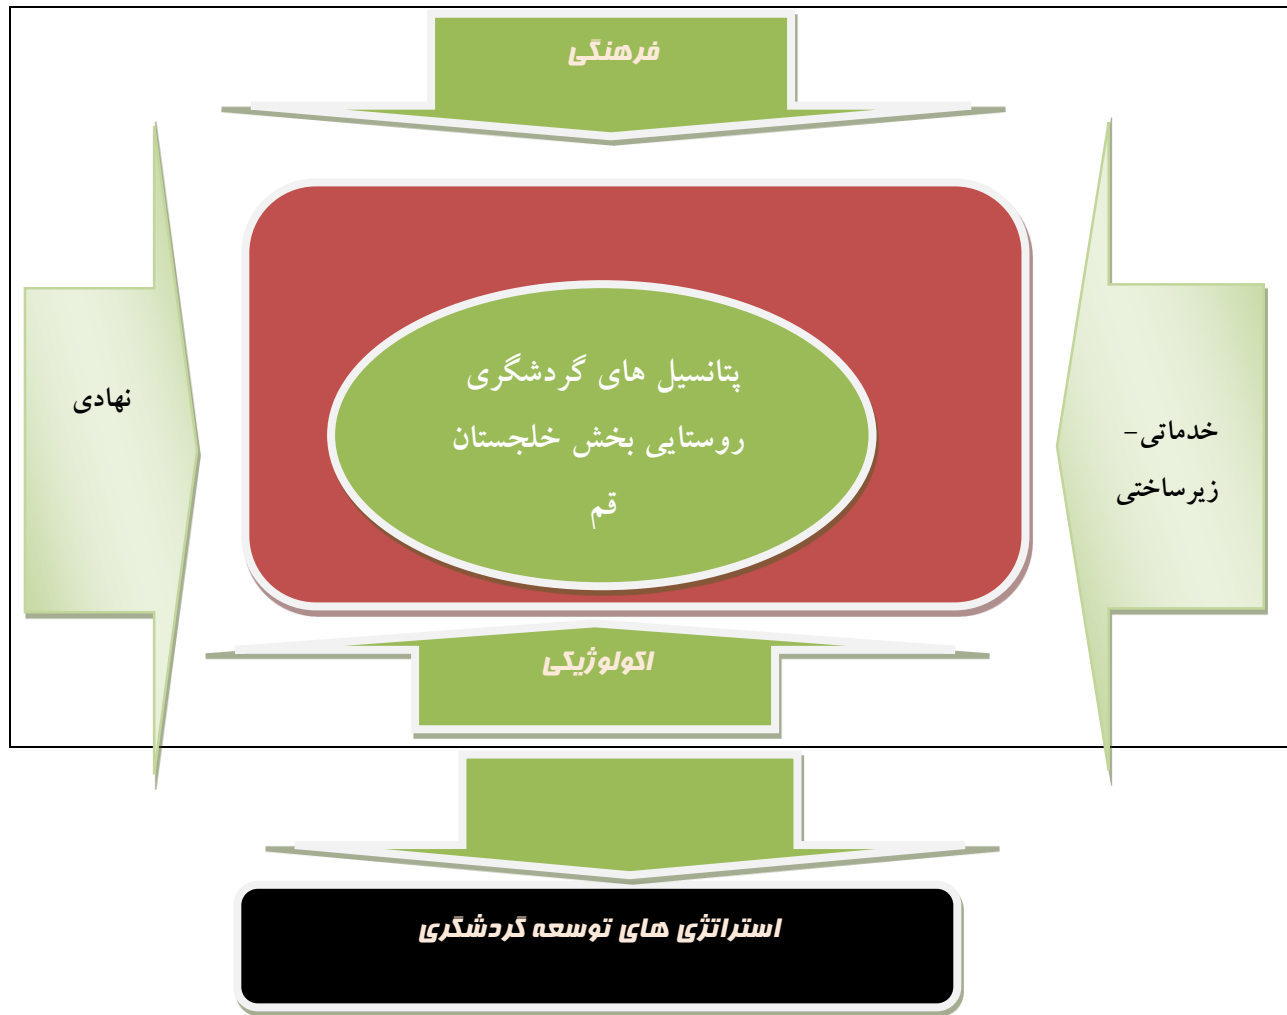 فرهنگی
پتانسیل های گردشگری
روستایی بخش خلجستان
قم
نهادی
خدماتی-
زیرساختی
اکولوژیکی
استراتژی های توسعه گردشگری